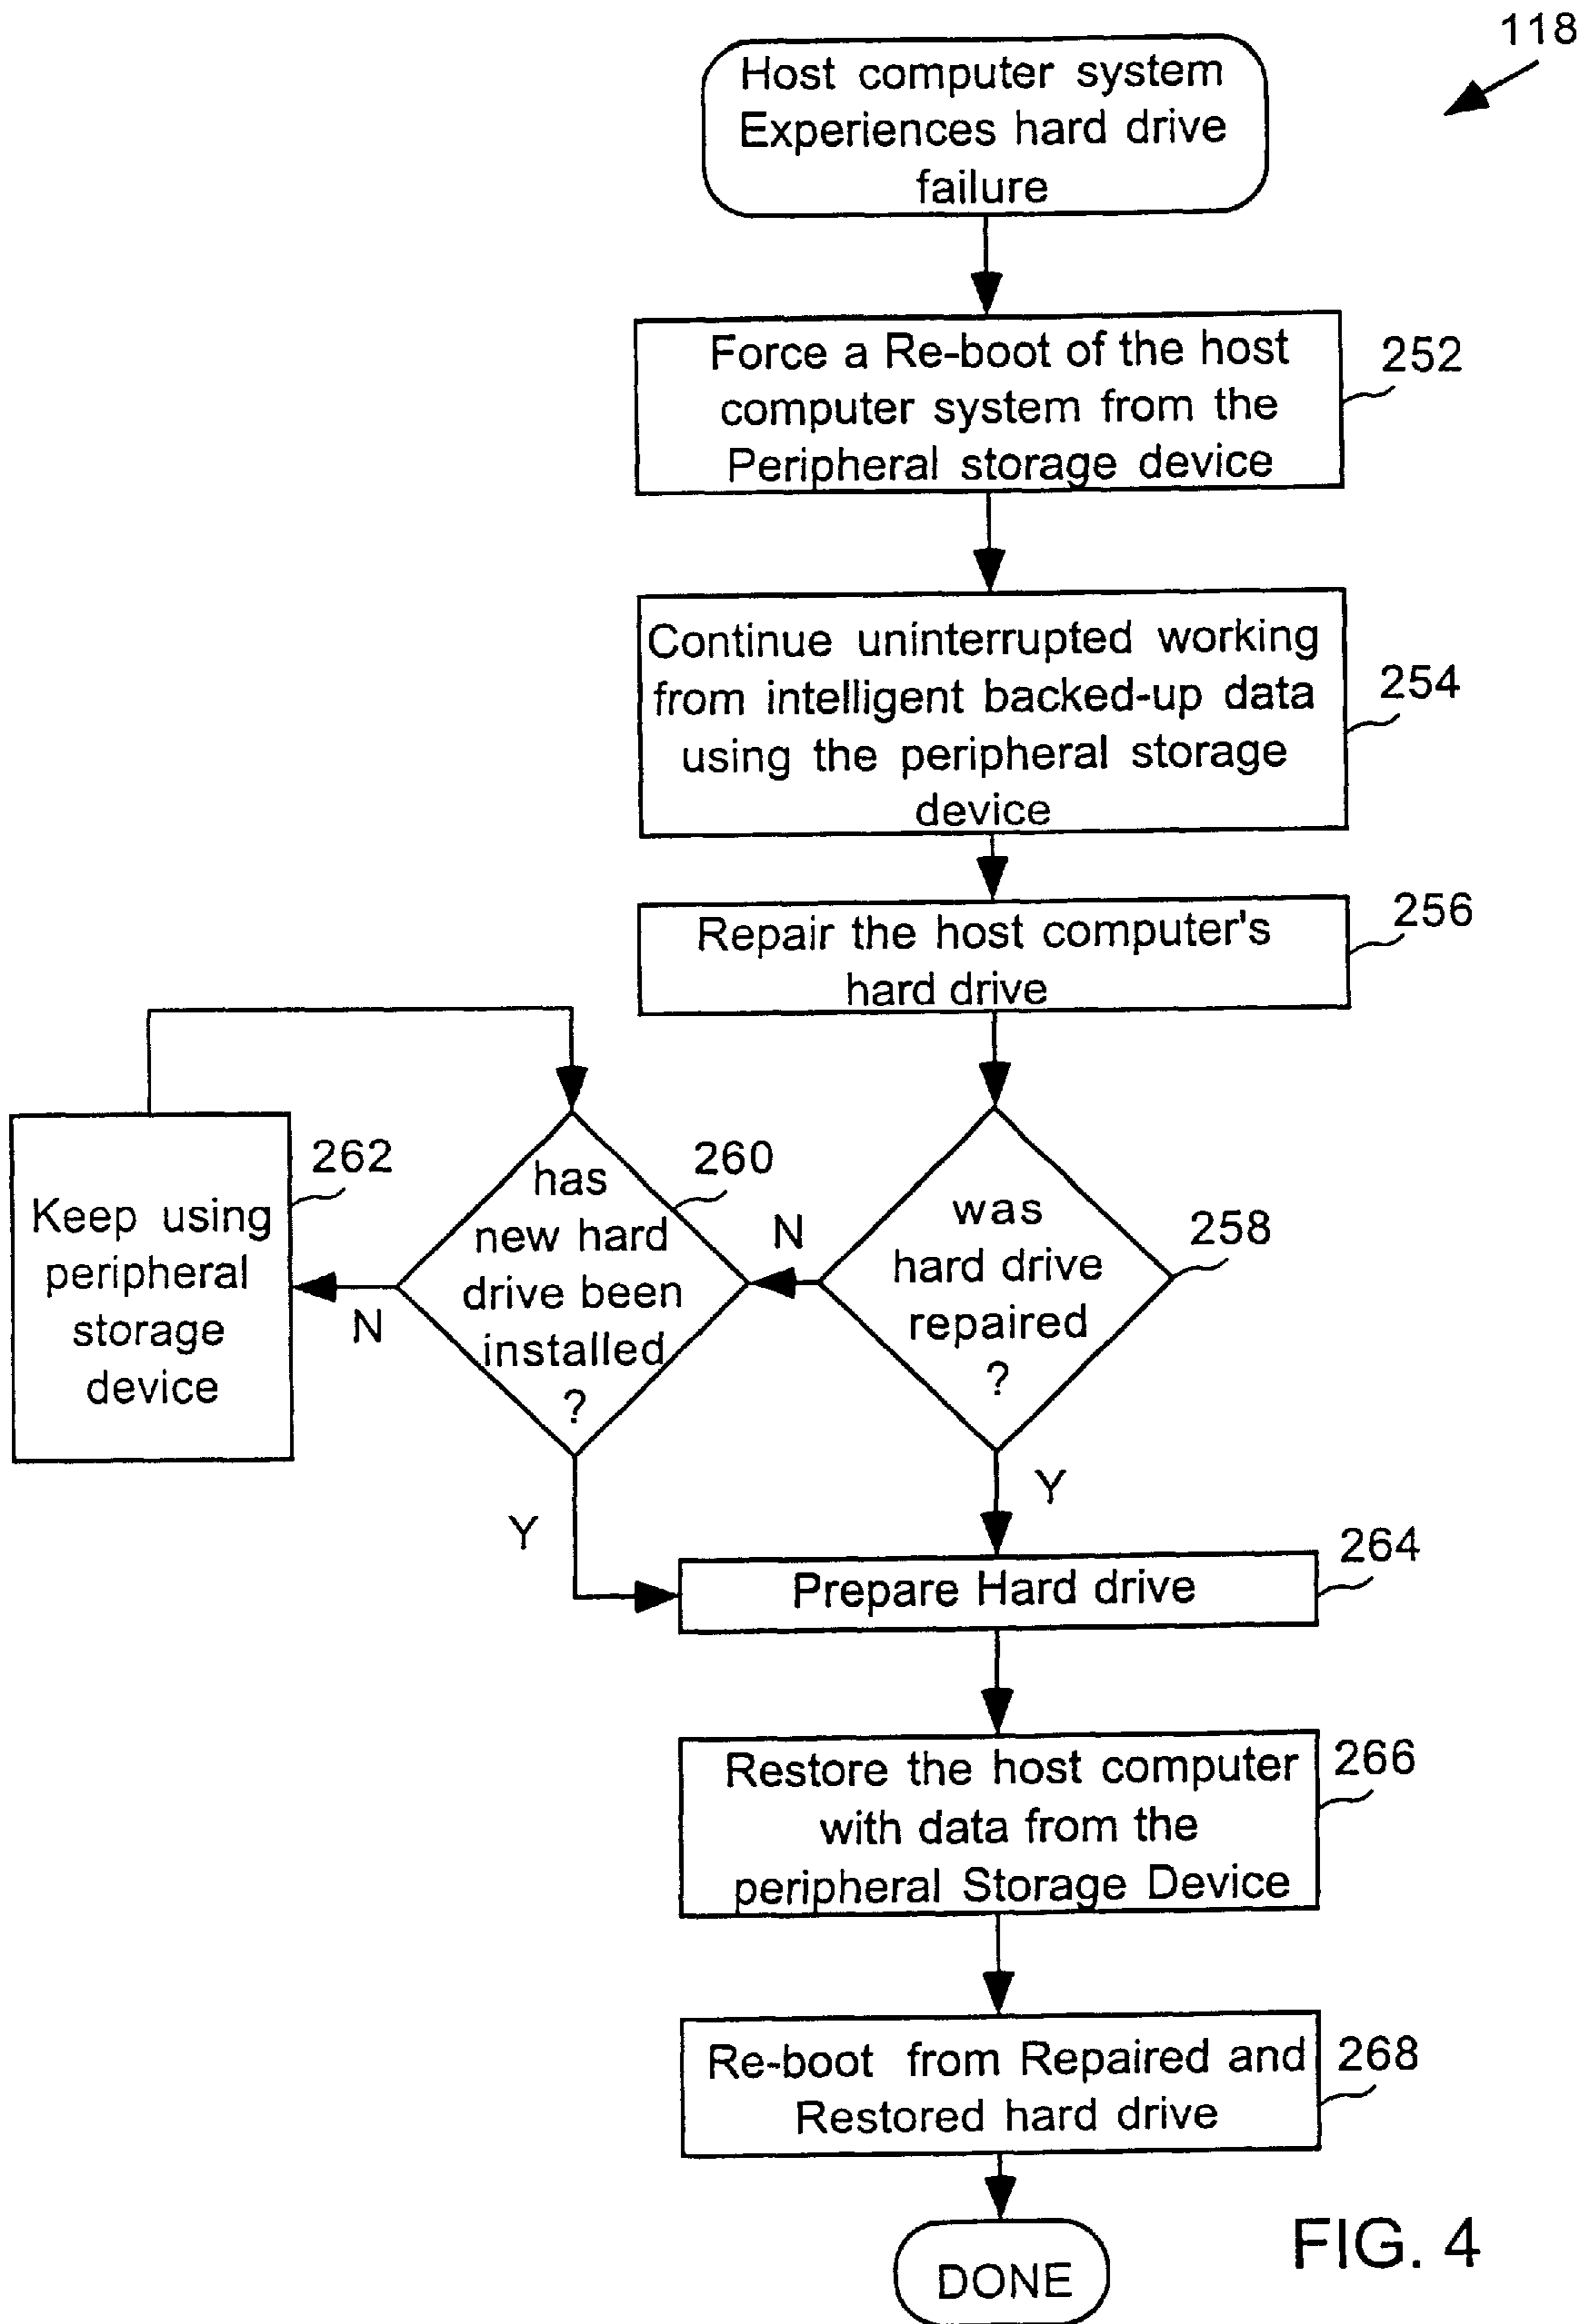 118
Host computer system
Experiences hard drive
failure
Force a Re-boot of the host
computer system from the
Peripheral storage device
252
Continue uninterrupted working
from intelligent backed-up data
using the peripheral storage
device
254
Repair the host computer's
hard drive
256
was
hard drive
repaired
?
258
N
Y
has
new hard
drive been
installed
?
260
N
Y
Keep using
peripheral
storage
device
262
Prepare Hard drive
264
Restore the host computer
with data from the
peripheral Storage Device
266
Re-boot from Repaired and
Restored hard drive
268
DONE
FIG. 4